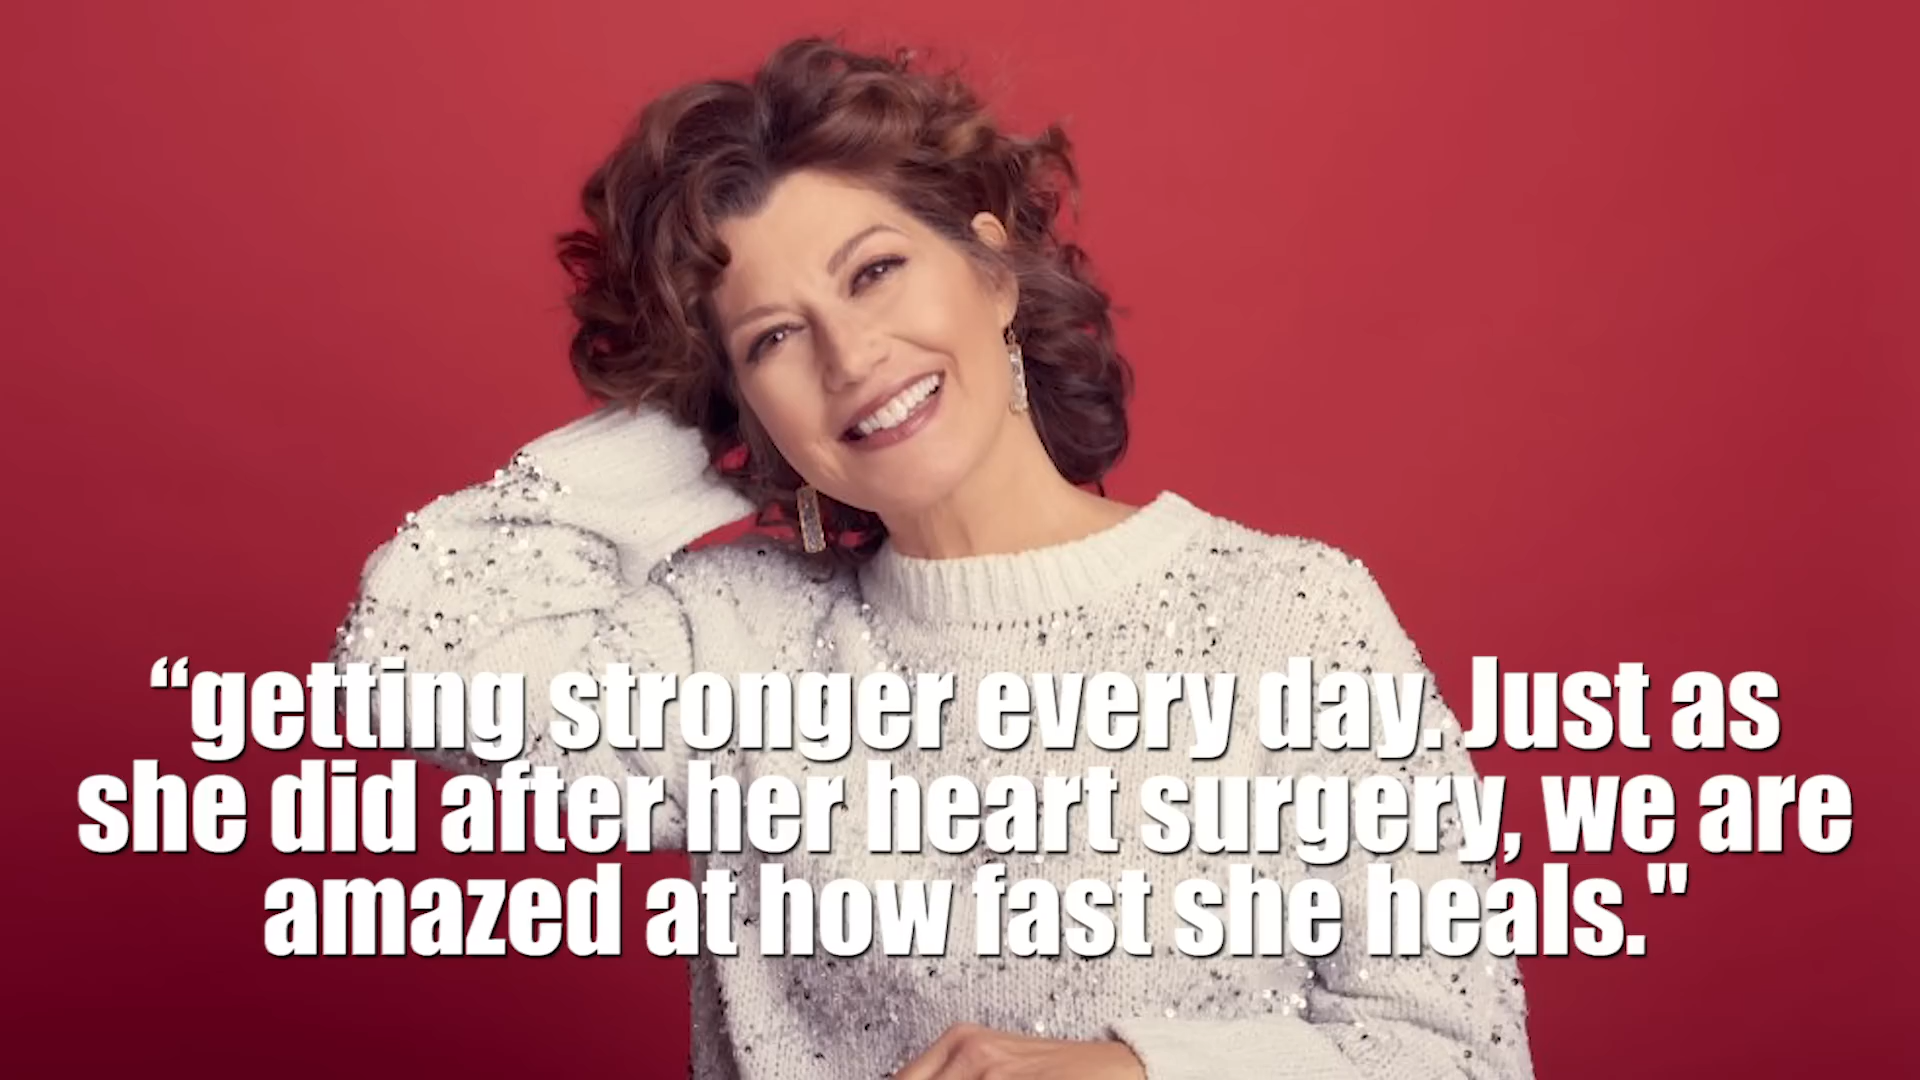 “getting stronger every day. Just as
she did after her heart surgery, we are
amazed at how fast she heals."